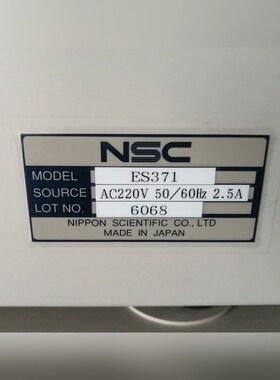 NSC
MODEL ES371
SOURCE AC220V 50/60Hz 2.5A
LOT NO. 6068
NIPPON SCIENTIFIC CO., LTD
MADE IN JAPAN